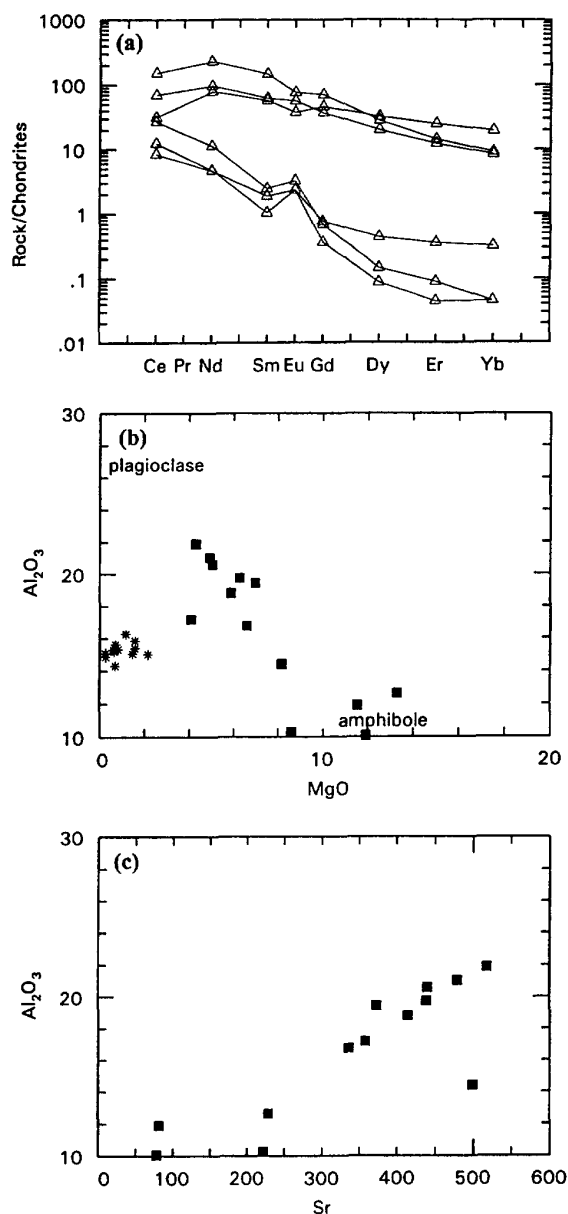 (a)
1000
100
10
1
.1
.01
Rock/Chondrites
Ce Pr Nd Sm Eu Gd Dy Er Yb
(b)
30
20
10
Al₂O₃
plagioclase
amphibole
0 10 20
MgO
(c)
30
20
10
Al₂O₃
0 100 200 300 400 500 600
Sr